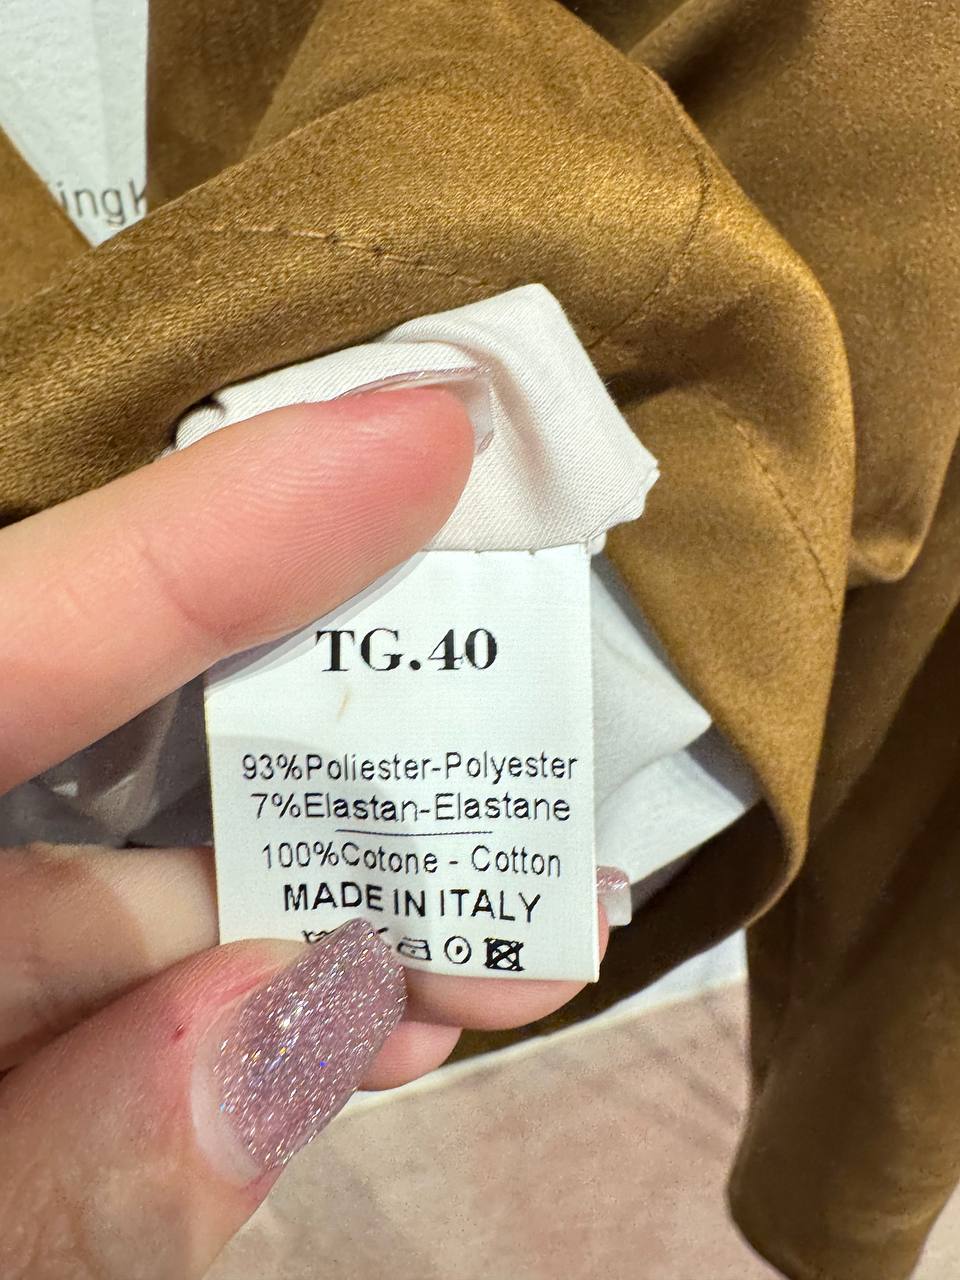 TG.40
93%Poliester-Polyester
7%Elastan-Elastane
100%Cotone - Cotton
MADE IN ITALY